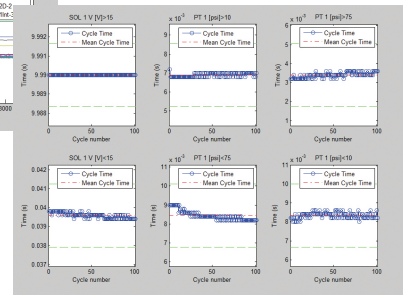 SOL 1 V [V]>15
9.992
9.991
9.99
9.989
9.988
Time (s)
0 50 100
Cycle number
Cycle Time
Mean Cycle Time
PT 1 [psi]>10
x 10⁻³
9
8
7
6
5
Time (s)
0 50 100
Cycle number
Cycle Time
Mean Cycle Time
PT 1 [psi]>75
x 10⁻³
6
5
4
3
2
1
Time (s)
0 50 100
Cycle number
Cycle Time
Mean Cycle Time
SOL 1 V [V]<15
0.042
0.041
0.04
0.039
0.038
0.037
Time (s)
0 50 100
Cycle number
Cycle Time
Mean Cycle Time
PT 1 [psi]<75
x 10⁻³
11
10
9
8
7
6
Time (s)
0 50 100
Cycle number
Cycle Time
Mean Cycle Time
PT 1 [psi]<10
x 10⁻³
11
10
9
8
7
6
Time (s)
0 50 100
Cycle number
Cycle Time
Mean Cycle Time